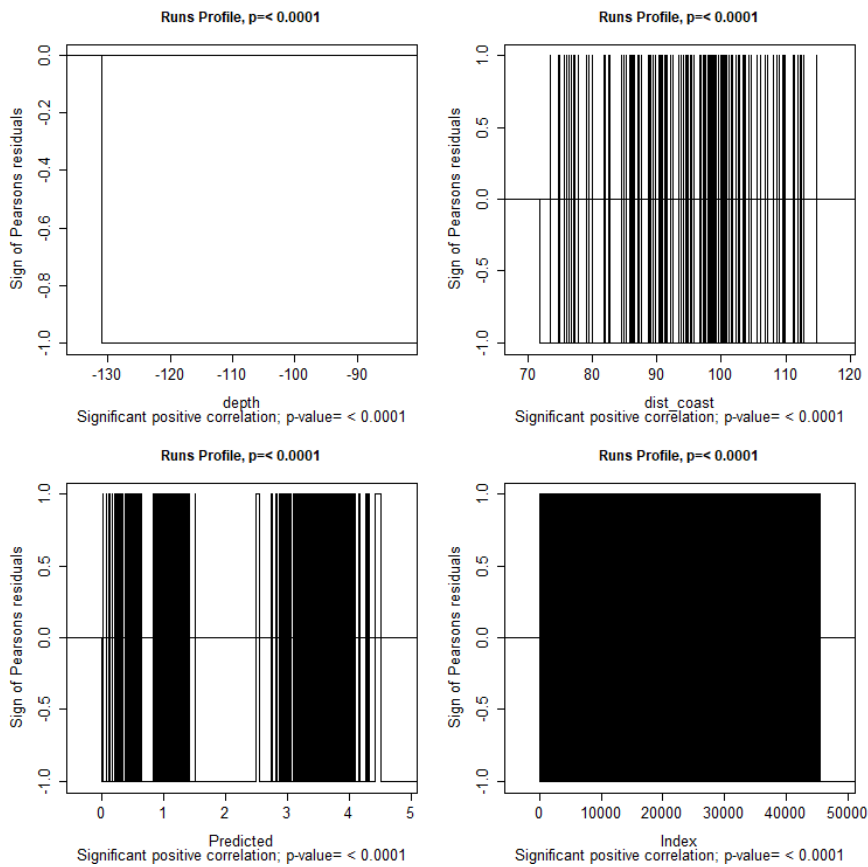 Runs Profile, p=< 0.0001
Sign of Pearsons residuals
0.0
-0.2
-0.4
-0.6
-0.8
-1.0
-130 -120 -110 -100 -90
depth
Significant positive correlation; p-value= < 0.0001
Runs Profile, p=< 0.0001
Sign of Pearsons residuals
1.0
0.5
0.0
-0.5
-1.0
70 80 90 100 110 120
dist_coast
Significant positive correlation; p-value= < 0.0001
Runs Profile, p=< 0.0001
Sign of Pearsons residuals
1.0
0.5
0.0
-0.5
-1.0
0 1 2 3 4 5
Predicted
Significant positive correlation; p-value= < 0.0001
Runs Profile, p=< 0.0001
Sign of Pearsons residuals
1.0
0.5
0.0
-0.5
-1.0
0 10000 20000 30000 40000 50000
Index
Significant positive correlation; p-value= < 0.0001